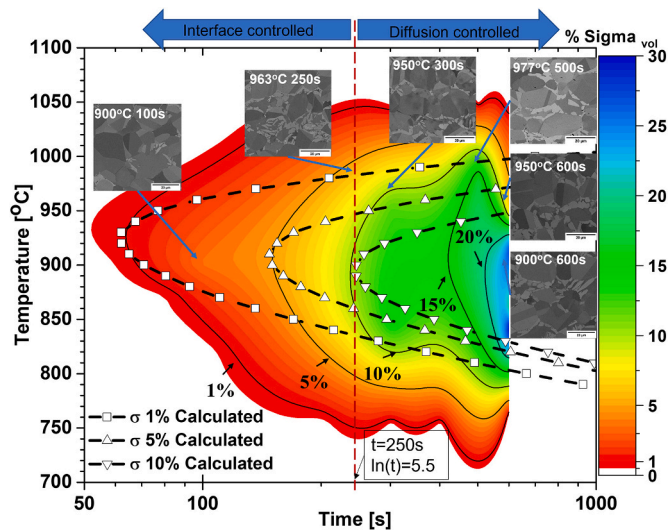 Interface controlled
Diffusion controlled
% Sigma vol
1100
1050
1000
950
900
850
800
750
700
Temperature [°C]
900°C 100s
963°C 250s
950°C 300s
977°C 500s
950°C 600s
900°C 600s
20%
15%
10%
5%
1%
σ 1% Calculated
σ 5% Calculated
σ 10% Calculated
t=250s
ln(t)=5.5
50
100
1000
Time [s]
30
25
20
15
10
5
1
0